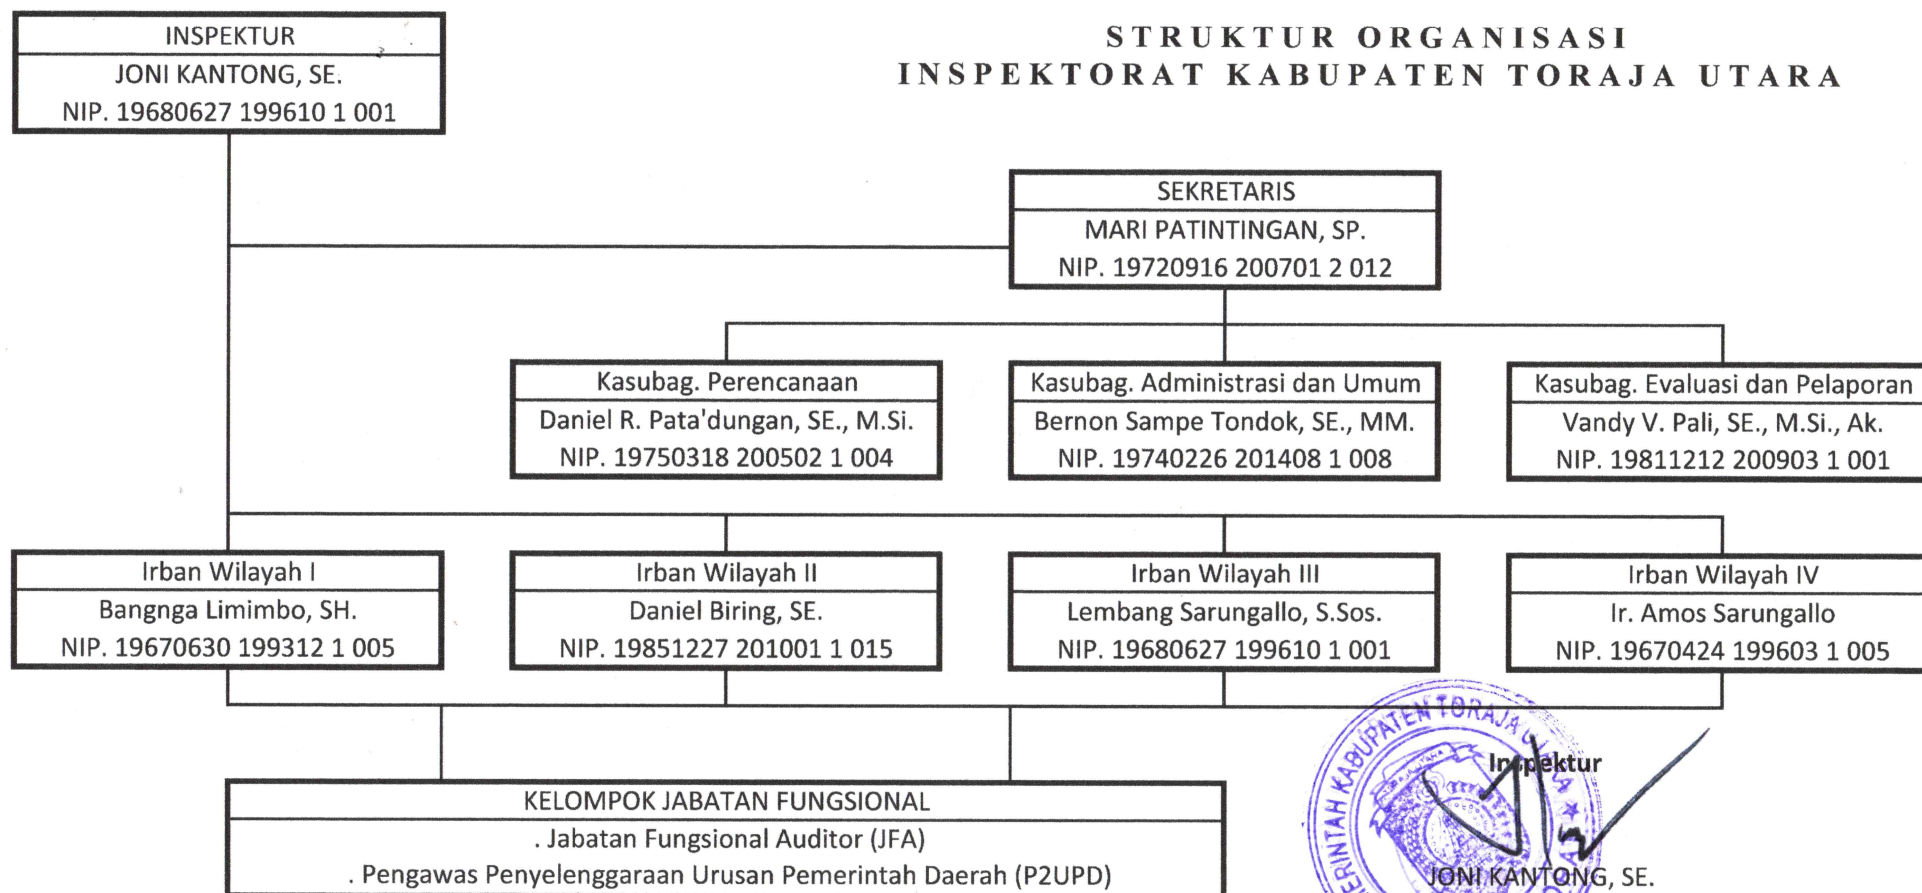 STRUKTUR ORGANISASI
INSPEKTORAT KABUPATEN TORAJA UTARA
INSPEKTUR
JONI KANTONG, SE.
NIP. 19680627 199610 1 001
SEKRETARIS
MARI PATINTINGAN, SP.
NIP. 19720916 200701 2 012
Kasubag. Perencanaan
Daniel R. Pata'dungan, SE., M.Si.
NIP. 19750318 200502 1 004
Kasubag. Administrasi dan Umum
Bernon Sampe Tondok, SE., MM.
NIP. 19740226 201408 1 008
Kasubag. Evaluasi dan Pelaporan
Vandy V. Pali, SE., M.Si., Ak.
NIP. 19811212 200903 1 001
Irban Wilayah I
Bangnga Limimbo, SH.
NIP. 19670630 199312 1 005
Irban Wilayah II
Daniel Biring, SE.
NIP. 19851227 201001 1 015
Irban Wilayah III
Lembang Sarungallo, S.Sos.
NIP. 19680627 199610 1 001
Irban Wilayah IV
Ir. Amos Sarungallo
NIP. 19670424 199603 1 005
KELOMPOK JABATAN FUNGSIONAL
. Jabatan Fungsional Auditor (JFA)
. Pengawas Penyelenggaraan Urusan Pemerintah Daerah (P2UPD)
KABUPATEN TORAJA UTARA
Inspektur
JONI KANTONG, SE.